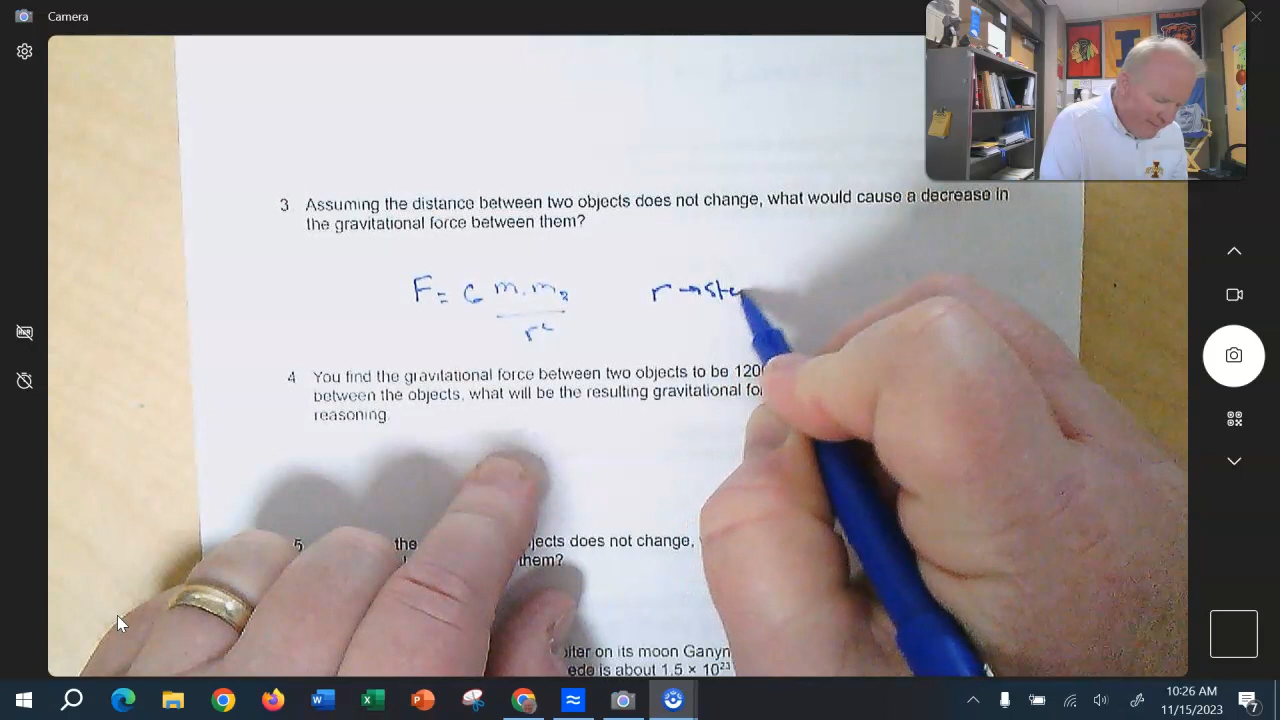 Camera
3 Assuming the distance between two objects does not change, what would cause a decrease in
the gravitational force between them?
F = G m1 m2
r²
r → ste
4 You find the gravitational force between two objects to be 120
between the objects, what will be the resulting gravitational
reasoning.
5 the jects does not change,
them?
piter on its moon Ganyn
ede is about 1.5 × 10²³
10:26 AM
11/15/2023
7